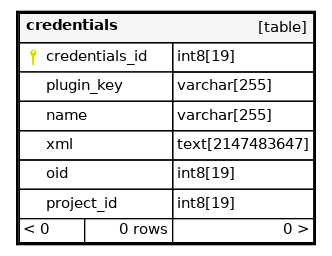 credentials [table]
credentials_id int8[19]
plugin_key varchar[255]
name varchar[255]
xml text[2147483647]
oid int8[19]
project_id int8[19]
< 0 0 rows 0 >